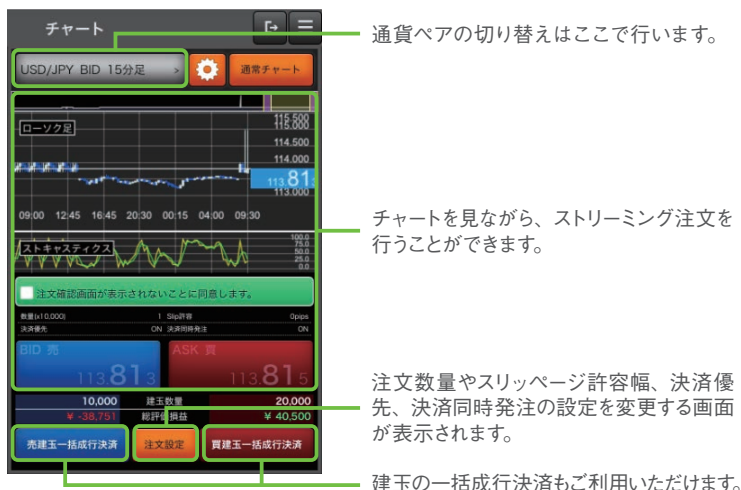 チャート
USD/JPY BID 15分足 >
通常チャート
通貨ペアの切り替えはここで行います。
ローソク足
115.500
115.000
114.500
114.000
113.813
113.000
09:00 12:45 16:45 20:30 00:15 04:00 09:30
チャートを見ながら、ストリーミング注文を
行うことができます。
ストキャスティクス
100.0
75.0
50.0
25.0
0.0
注文確認画面が表示されないことに同意します。
数量(x10,000) 1 Slip許容 0pips
決済優先 ON 決済同時発注 ON
BID 売 ASK 買
113.813 113.815
10,000 建玉数量 20,000
¥ -38,751 総評価損益 ¥ 40,500
売建玉一括成行決済 注文設定 買建玉一括成行決済
注文数量やスリッページ許容幅、決済優
先、決済同時発注の設定を変更する画面
が表示されます。
建玉の一括成行決済もご利用いただけます。